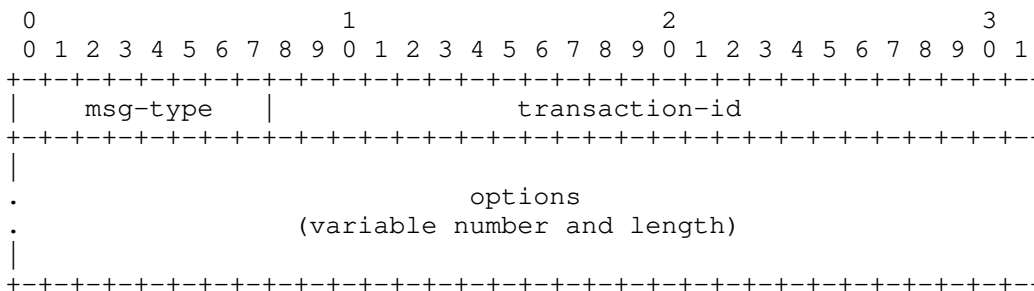 0                   1                   2                   3
 0 1 2 3 4 5 6 7 8 9 0 1 2 3 4 5 6 7 8 9 0 1 2 3 4 5 6 7 8 9 0 1
+-+-+-+-+-+-+-+-+-+-+-+-+-+-+-+-+-+-+-+-+-+-+-+-+-+-+-+-+-+-+-+-
|    msg-type   |               transaction-id
+-+-+-+-+-+-+-+-+-+-+-+-+-+-+-+-+-+-+-+-+-+-+-+-+-+-+-+-+-+-+-+-
|
.                            options
.                 (variable number and length)
|
+-+-+-+-+-+-+-+-+-+-+-+-+-+-+-+-+-+-+-+-+-+-+-+-+-+-+-+-+-+-+-+-